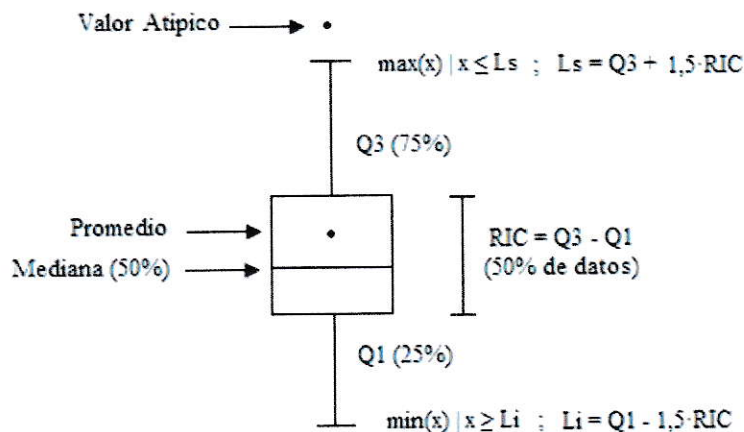 Valor Atipico
max(x) | x ≤ Ls ; Ls = Q3 + 1,5·RIC
Q3 (75%)
Promedio
Mediana (50%)
RIC = Q3 - Q1
(50% de datos)
Q1 (25%)
min(x) | x ≥ Li ; Li = Q1 - 1,5·RIC